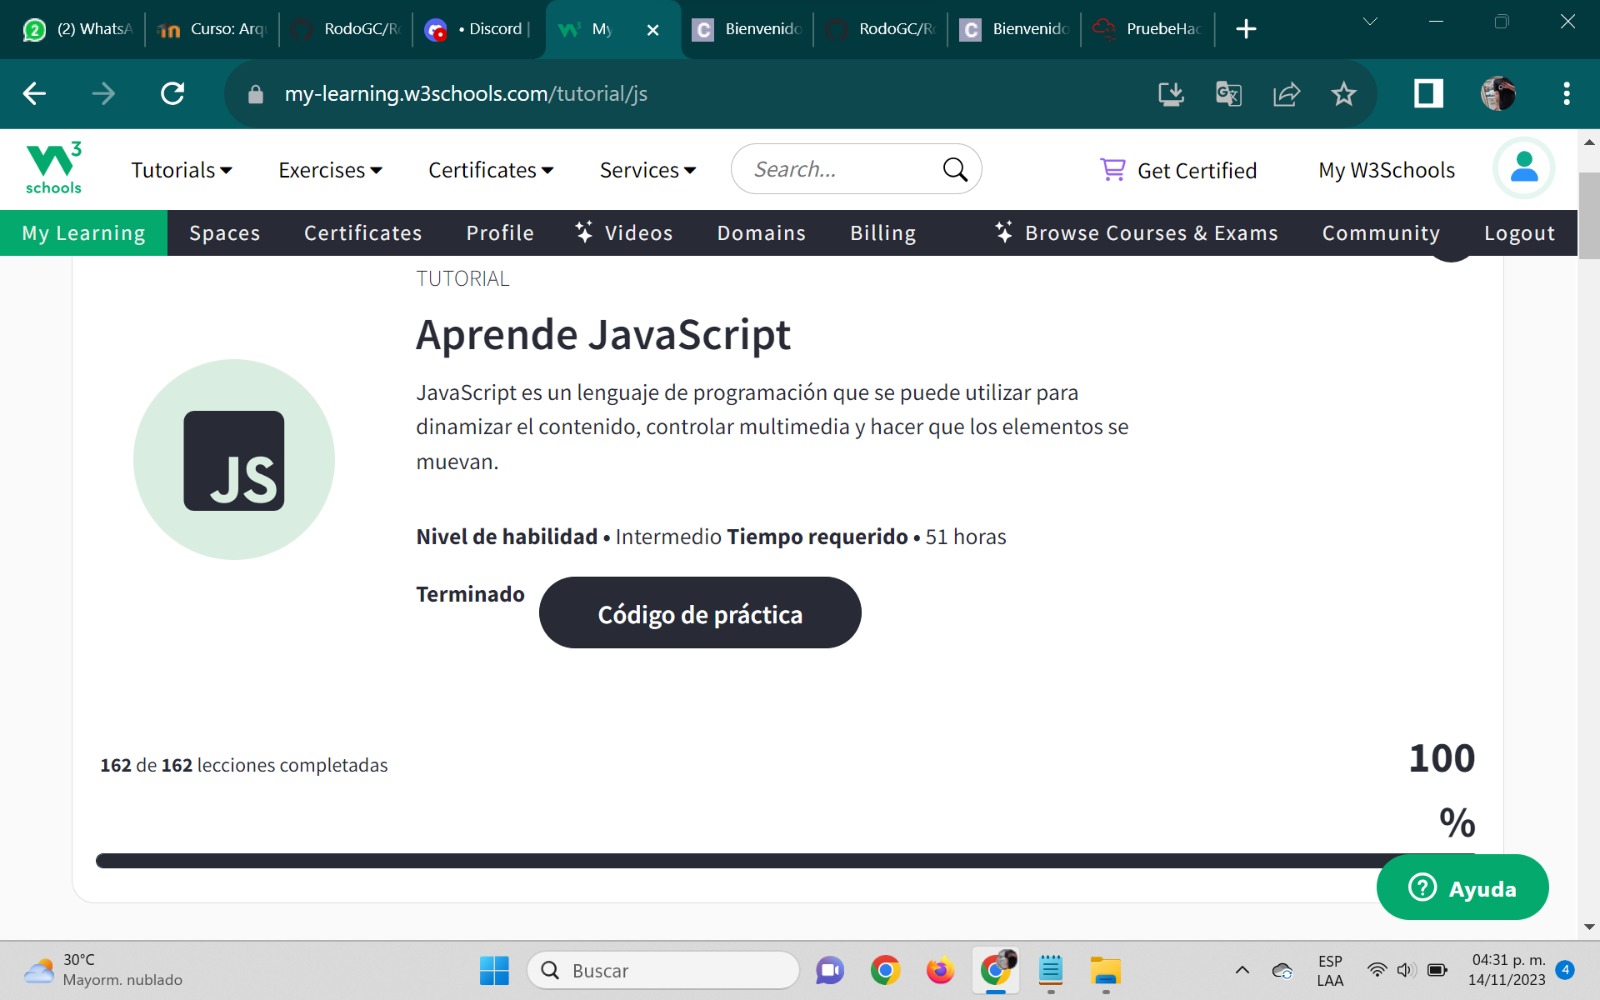 (2) WhatsA
Curso: Arq
RodoGC/R
• Discord |
My
Bienvenido
RodoGC/R
Bienvenido
PruebeHac
my-learning.w3schools.com/tutorial/js
3
schools
Tutorials
Exercises
Certificates
Services
Search...
Get Certified
My W3Schools
My Learning
Spaces
Certificates
Profile
Videos
Domains
Billing
Browse Courses & Exams
Community
Logout
TUTORIAL
Aprende JavaScript
JavaScript es un lenguaje de programación que se puede utilizar para
dinamizar el contenido, controlar multimedia y hacer que los elementos se
muevan.
JS
Nivel de habilidad • Intermedio Tiempo requerido • 51 horas
Terminado
Código de práctica
162 de 162 lecciones completadas
100
%
Ayuda
30°C
Mayorm. nublado
Buscar
ESP
LAA
04:31 p. m.
14/11/2023
4